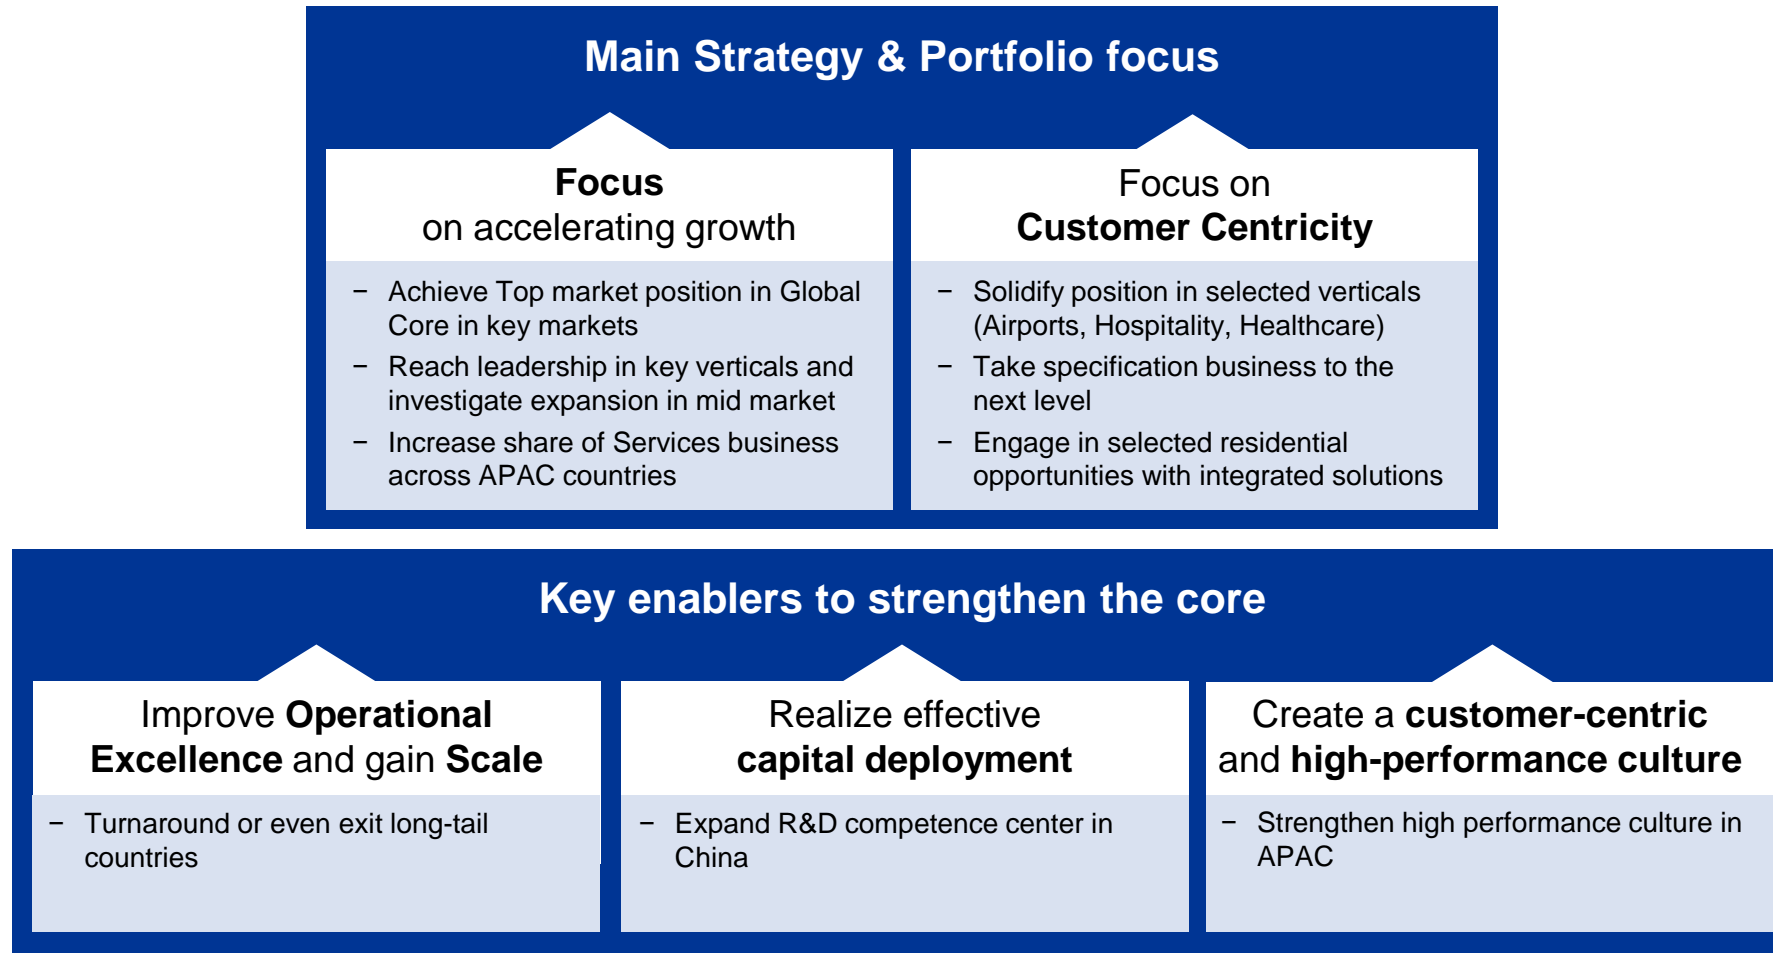 Main Strategy & Portfolio focus
Focus
on accelerating growth
− Achieve Top market position in Global
Core in key markets
− Reach leadership in key verticals and
investigate expansion in mid market
− Increase share of Services business
across APAC countries
Focus on
Customer Centricity
− Solidify position in selected verticals
(Airports, Hospitality, Healthcare)
− Take specification business to the
next level
− Engage in selected residential
opportunities with integrated solutions
Key enablers to strengthen the core
Improve Operational
Excellence and gain Scale
− Turnaround or even exit long-tail
countries
Realize effective
capital deployment
− Expand R&D competence center in
China
Create a customer-centric
and high-performance culture
− Strengthen high performance culture in
APAC